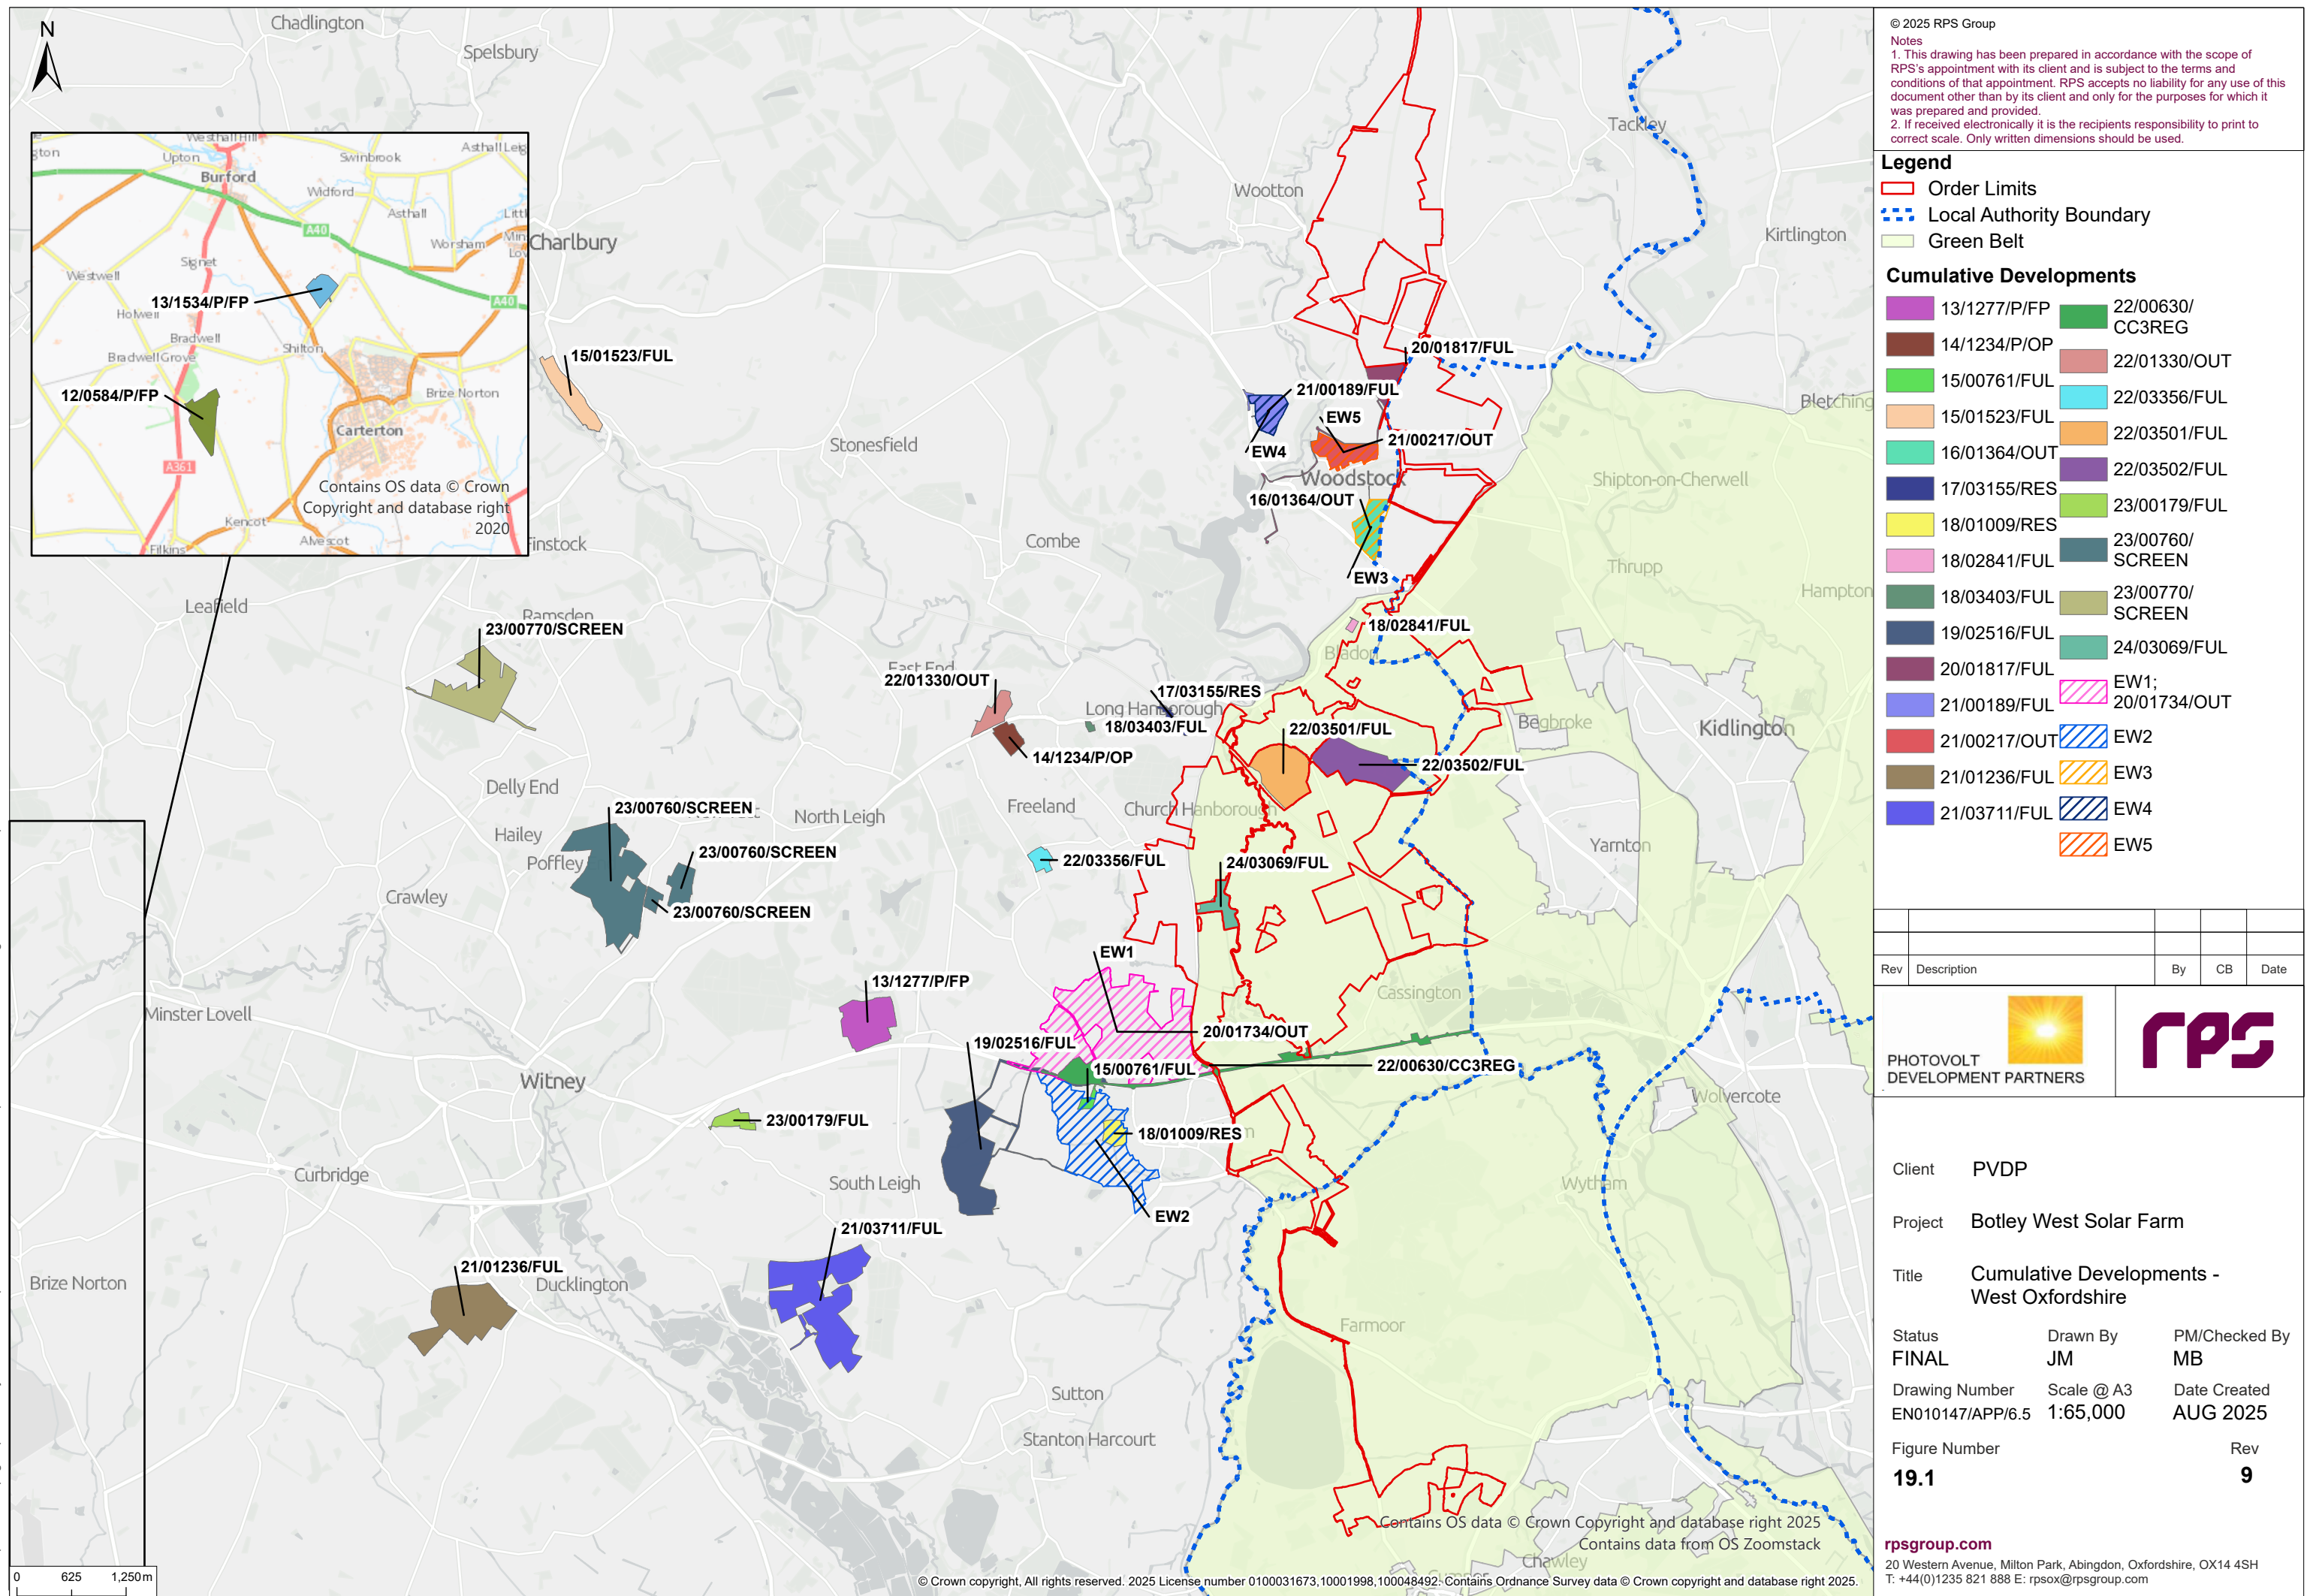 N
Chadlington
Spelsbury
Tackley
Wootton
Kirtlington
Charlbury
Westhall Hill
Upton
Swinbrook
Burford
Widford
Asthall
A40
Worsham
Signet
Westwell
13/1534/P/FP
A40
Holwell
Bradwell
Shilton
Bradwell Grove
12/0584/P/FP
Brize Norton
Carterton
A361
Contains OS data © Crown
Copyright and database right
2020
Kencot
Alvescot
Filkins
15/01523/FUL
20/01817/FUL
21/00189/FUL
EW5
Stonesfield
21/00217/OUT
EW4
Woodstock
Shipton-on-Cherwell
16/01364/OUT
Combe
Finstock
Thrupp
EW3
Leafield
Ramsden
23/00770/SCREEN
18/02841/FUL
Bladon
East End
22/01330/OUT
17/03155/RES
Long Hanborough
18/03403/FUL
Begbroke
Kidlington
22/03501/FUL
14/1234/P/OP
22/03502/FUL
Delly End
23/00760/SCREEN
Freeland
Church Hanborough
North Leigh
Hailey
Yarnton
23/00760/SCREEN
Poffley
22/03356/FUL
24/03069/FUL
Crawley
23/00760/SCREEN
EW1
13/1277/P/FP
Cassington
Minster Lovell
20/01734/OUT
19/02516/FUL
15/00761/FUL
22/00630/CC3REG
Witney
Wolvercote
23/00179/FUL
18/01009/RES
Curbridge
South Leigh
Wytham
EW2
21/03711/FUL
21/01236/FUL
Brize Norton
Ducklington
Farmoor
Sutton
Stanton Harcourt
Contains OS data © Crown Copyright and database right 2025
Contains data from OS Zoomstack
Chawley
0 625 1,250 m
© Crown copyright, All rights reserved. 2025 License number 0100031673,10001998,100048492. Contains Ordnance Survey data © Crown copyright and database right 2025.
© 2025 RPS Group
Notes
1. This drawing has been prepared in accordance with the scope of
RPS's appointment with its client and is subject to the terms and
conditions of that appointment. RPS accepts no liability for any use of this
document other than by its client and only for the purposes for which it
was prepared and provided.
2. If received electronically it is the recipients responsibility to print to
correct scale. Only written dimensions should be used.
Legend
Order Limits
Local Authority Boundary
Green Belt
Cumulative Developments
13/1277/P/FP
14/1234/P/OP
15/00761/FUL
15/01523/FUL
16/01364/OUT
17/03155/RES
18/01009/RES
18/02841/FUL
18/03403/FUL
19/02516/FUL
20/01817/FUL
21/00189/FUL
21/00217/OUT
21/01236/FUL
21/03711/FUL
22/00630/
CC3REG
22/01330/OUT
22/03356/FUL
22/03501/FUL
22/03502/FUL
23/00179/FUL
23/00760/
SCREEN
23/00770/
SCREEN
24/03069/FUL
EW1;
20/01734/OUT
EW2
EW3
EW4
EW5
Rev Description By CB Date
PHOTOVOLT
DEVELOPMENT PARTNERS
rps
Client PVDP
Project Botley West Solar Farm
Title Cumulative Developments -
West Oxfordshire
Status Drawn By PM/Checked By
FINAL JM MB
Drawing Number Scale @ A3 Date Created
EN010147/APP/6.5 1:65,000 AUG 2025
Figure Number Rev
19.1 9
rpsgroup.com
20 Western Avenue, Milton Park, Abingdon, Oxfordshire, OX14 4SH
T: +44(0)1235 821 888 E: rpsox@rpsgroup.com